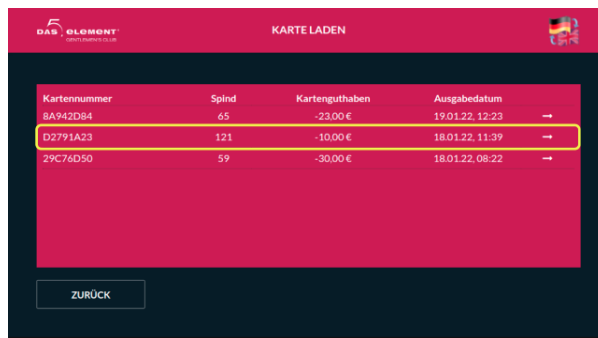 DAS 5 ELEMENT
GENTLEMEN'S CLUB
KARTE LADEN
Kartennummer Spind Kartenguthaben Ausgabedatum
8A942D84 65 -23,00 € 19.01.22, 12:23 →
D2791A23 121 -10,00 € 18.01.22, 11:39 →
29C76D50 59 -30,00 € 18.01.22, 08:22 →
ZURÜCK